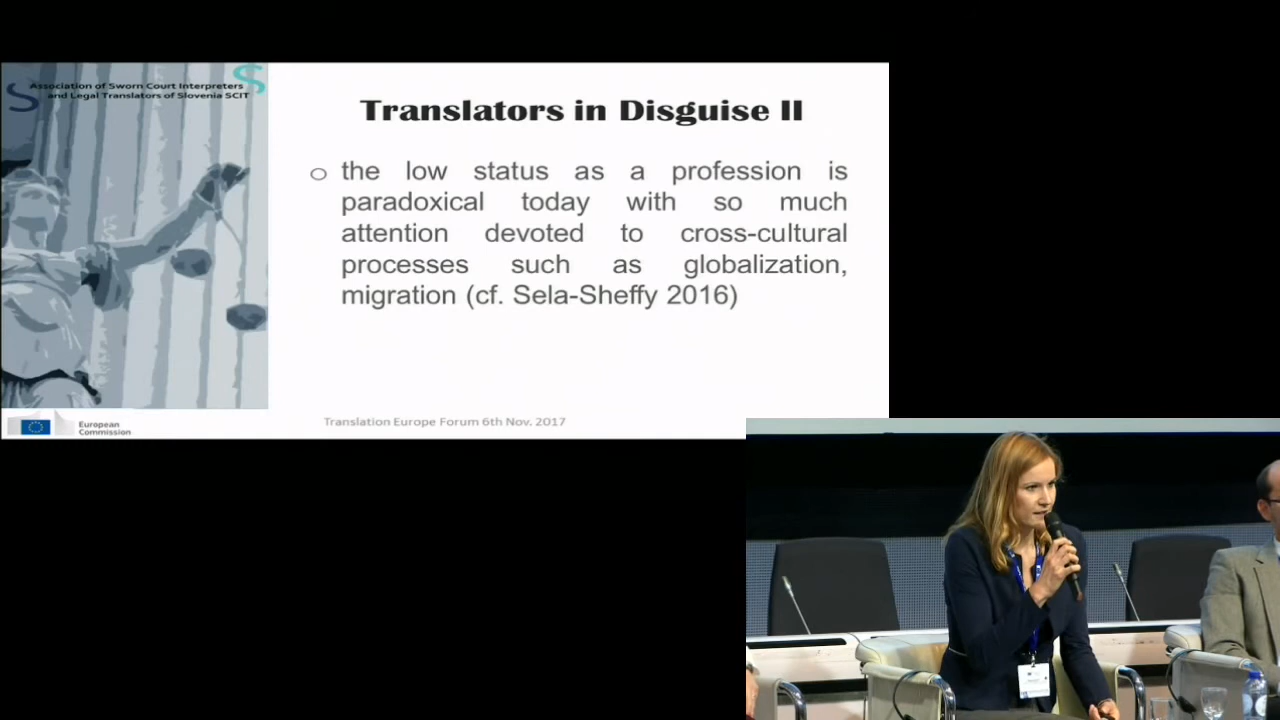 Association of Sworn Court Interpreters
and Legal Translators of Slovenia SCIT
Translators in Disguise II
the low status as a profession is
paradoxical today with so much
attention devoted to cross-cultural
processes such as globalization,
migration (cf. Sela-Sheffy 2016)
European
Commission
Translation Europe Forum 6th Nov. 2017